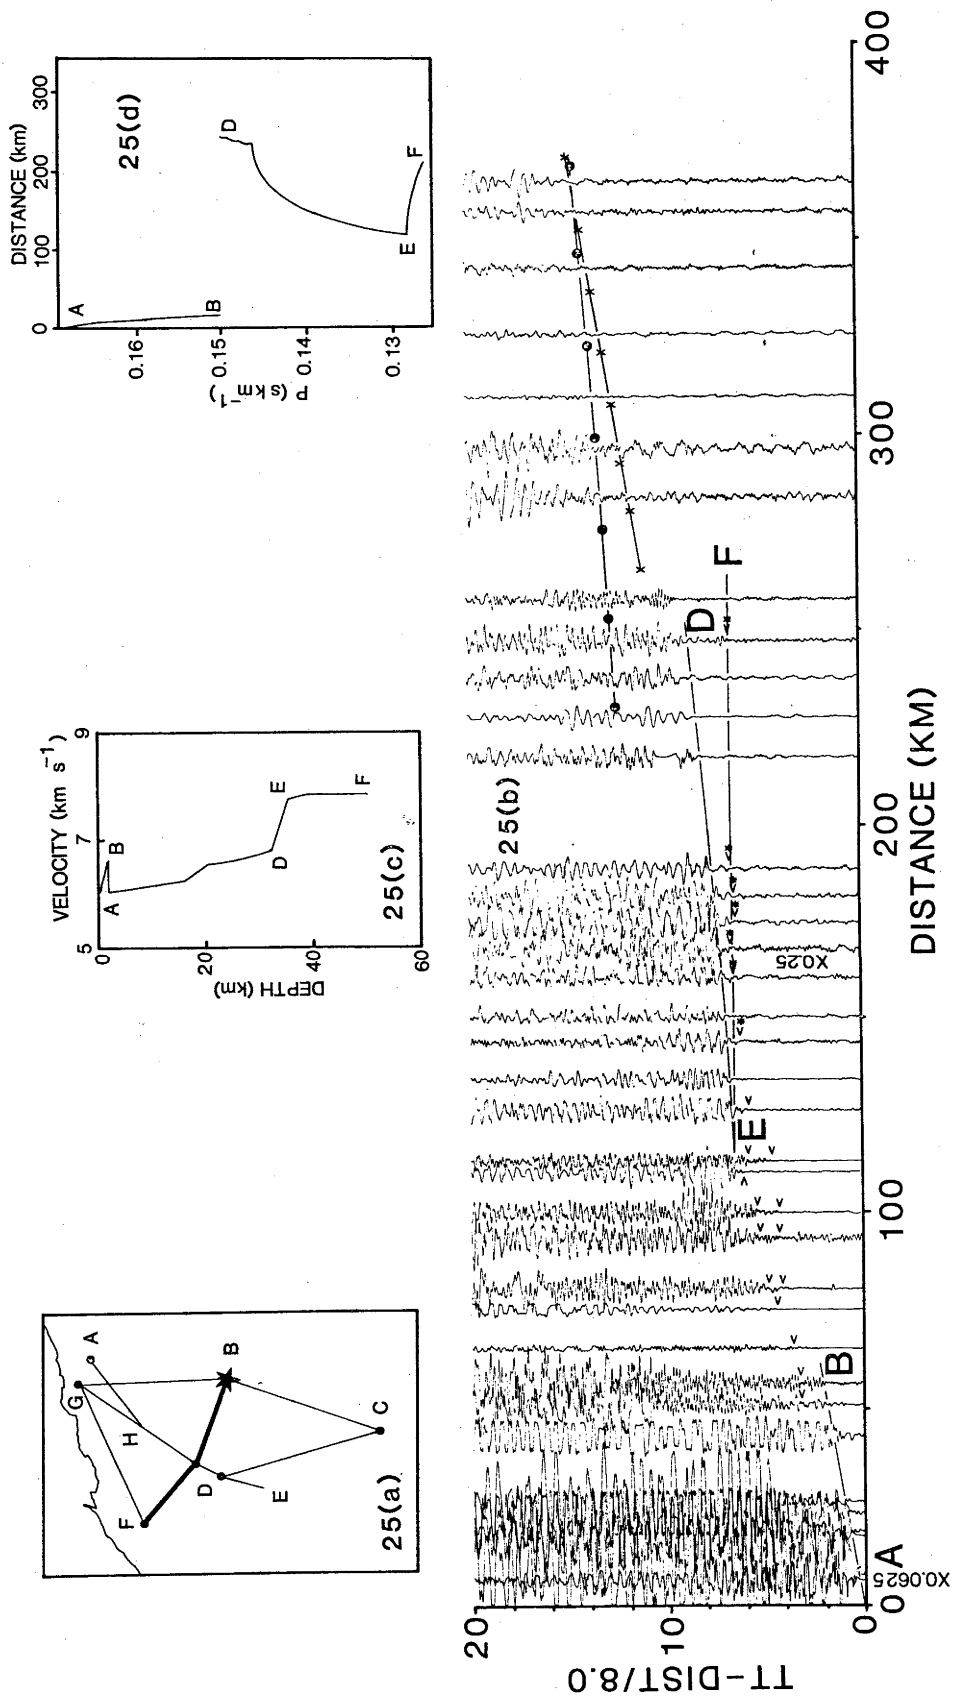 DISTANCE (km)
0
100
200
300
A
B
D
E
F
25(d)
0.16
0.15
0.14
0.13
P (s km⁻¹)
VELOCITY (km s⁻¹)
5
7
9
A
B
D
E
F
25(c)
0
20
40
60
DEPTH (km)
A
B
C
D
E
F
G
H
25(a)
25(b)
A
B
D
E
F
X0.0625
X0.25
20
10
0
TT-DIST/8.0
0
100
200
300
400
DISTANCE (KM)